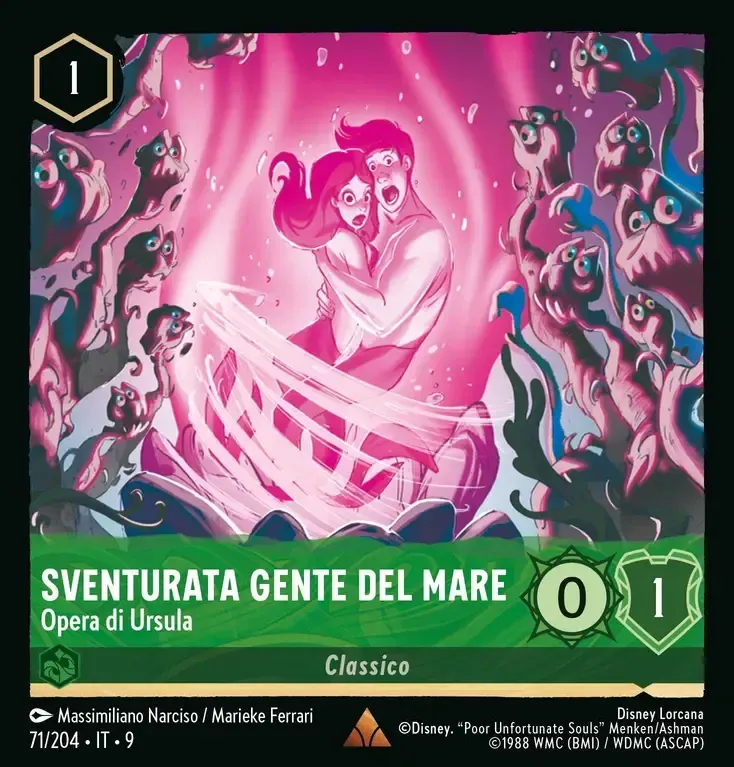 1
SVENTURATA GENTE DEL MARE
Opera di Ursula
0
1
Classico
Massimiliano Narciso / Marieke Ferrari
71/204 • IT • 9
Disney Lorcana
©Disney. “Poor Unfortunate Souls” Menken/Ashman
©1988 WMC (BMI) / WDMC (ASCAP)